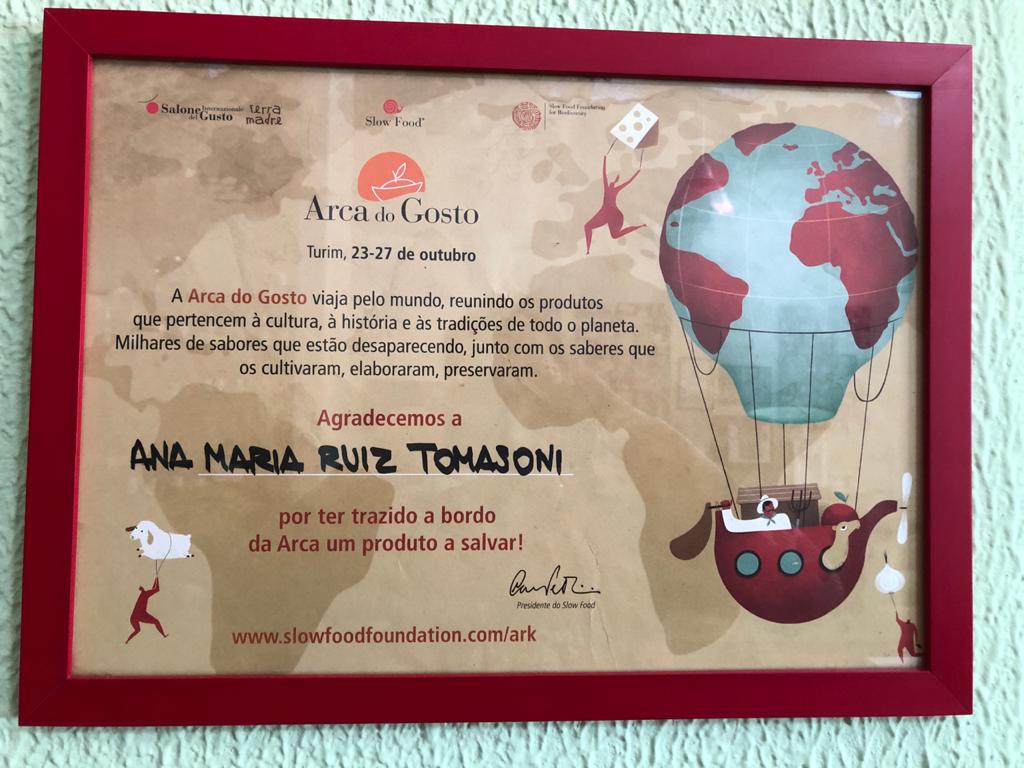 Salone Internazionale del Gusto terra madre
Slow Food®
Slow Food Foundation
for Biodiversity
Arca do Gosto
Turim, 23-27 de outubro
A Arca do Gosto viaja pelo mundo, reunindo os produtos
que pertencem à cultura, à história e às tradições de todo o planeta.
Milhares de sabores que estão desaparecendo, junto com os saberes que
os cultivaram, elaboraram, preservaram.
Agradecemos a
ANA MARIA RUIZ TOMASONI
por ter trazido a bordo
da Arca um produto a salvar!
Presidente do Slow Food
www.slowfoodfoundation.com/ark